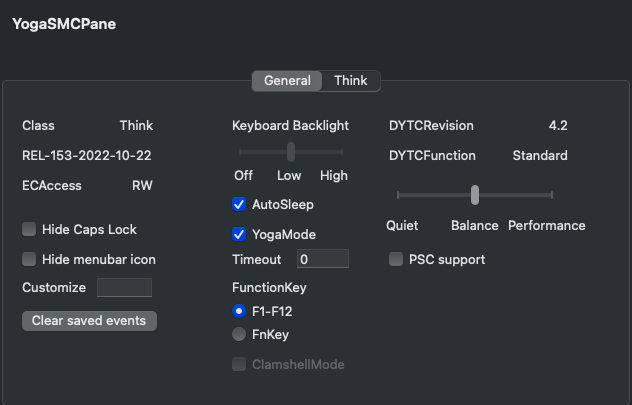 YogaSMCPane
General Think
Class Think
REL-153-2022-10-22
ECAccess RW
Hide Caps Lock
Hide menubar icon
Customize
Clear saved events
Keyboard Backlight
Off Low High
AutoSleep
YogaMode
Timeout 0
FunctionKey
F1-F12
FnKey
ClamshellMode
DYTCRevision 4.2
DYTCFunction Standard
Quiet Balance Performance
PSC support